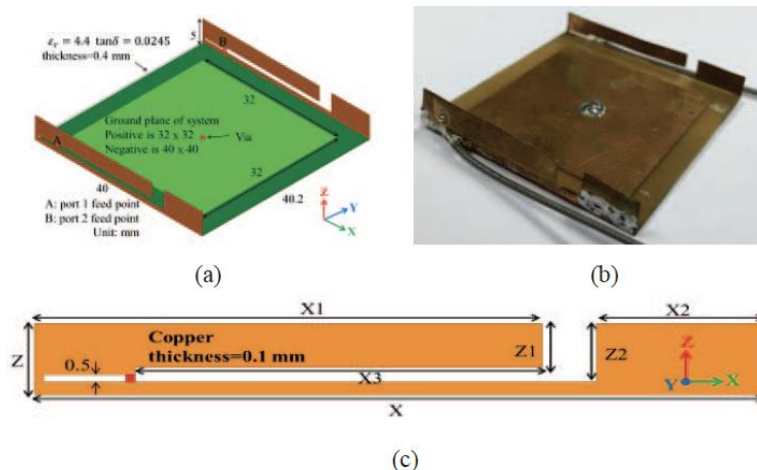 εr = 4.4 tanδ = 0.0245
thickness=0.4 mm
5
B
32
Ground plane of system
Positive is 32 x 32
Negative is 40 x 40
Via
A
32
40
40.2
A: port 1 feed point
B: port 2 feed point
Unit: mm
Z
Y
X
(a)
(b)
X1
X2
Copper
thickness=0.1 mm
Z
Z1
Z2
0.5
X3
Z
Y
X
X
(c)